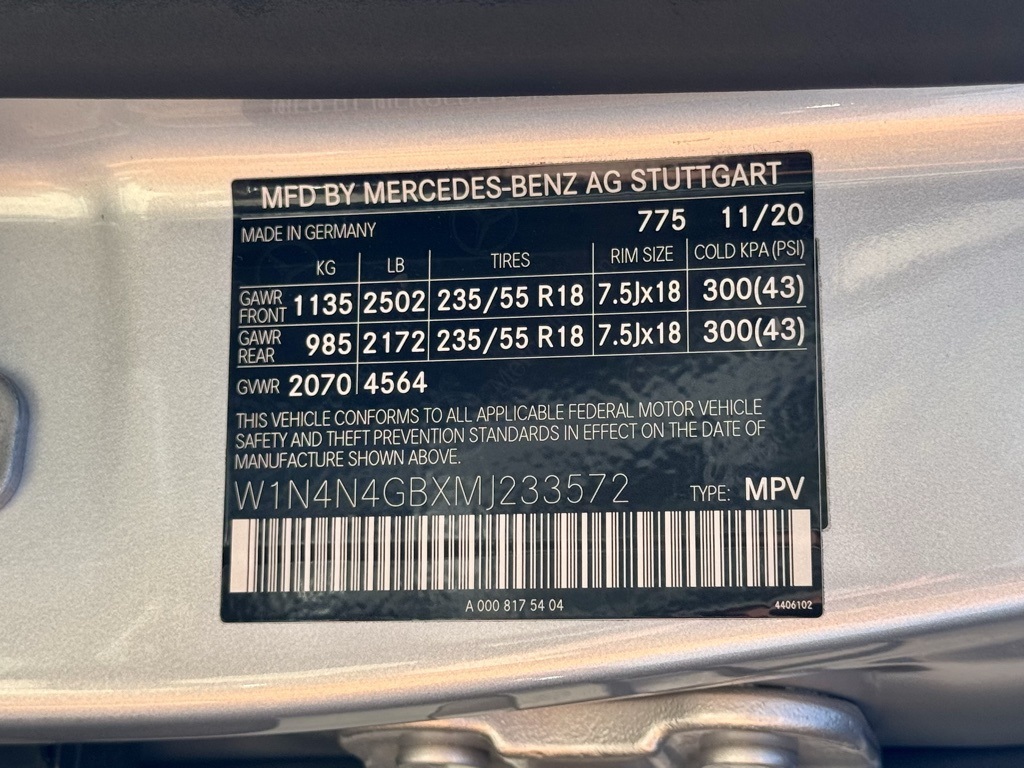 MFD BY MERCEDES-BENZ AG STUTTGART
MADE IN GERMANY 775 11/20
KG LB TIRES RIM SIZE COLD KPA (PSI)
GAWR FRONT 1135 2502 235/55 R18 7.5Jx18 300(43)
GAWR REAR 985 2172 235/55 R18 7.5Jx18 300(43)
GVWR 2070 4564
THIS VEHICLE CONFORMS TO ALL APPLICABLE FEDERAL MOTOR VEHICLE
SAFETY AND THEFT PREVENTION STANDARDS IN EFFECT ON THE DATE OF
MANUFACTURE SHOWN ABOVE.
W1N4N4GBXMJ233572 TYPE: MPV
A 000 817 54 04 4406102